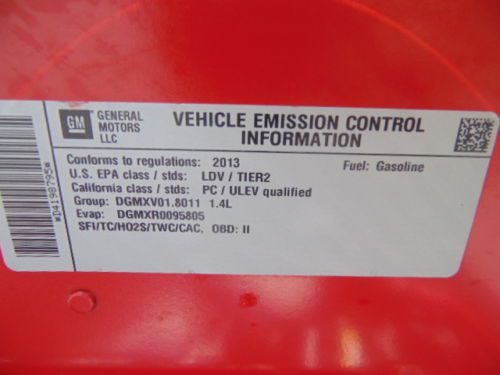 GM
GENERAL
MOTORS
LLC
VEHICLE EMISSION CONTROL
INFORMATION
Conforms to regulations: 2013
Fuel: Gasoline
U.S. EPA class / stds: LDV / TIER2
California class / stds: PC / ULEV qualified
Group: DGMXV01.8011 1.4L
Evap: DGMXR0095805
SFI/TC/HO2S/TWC/CAC, OBD: II
*D4198795*